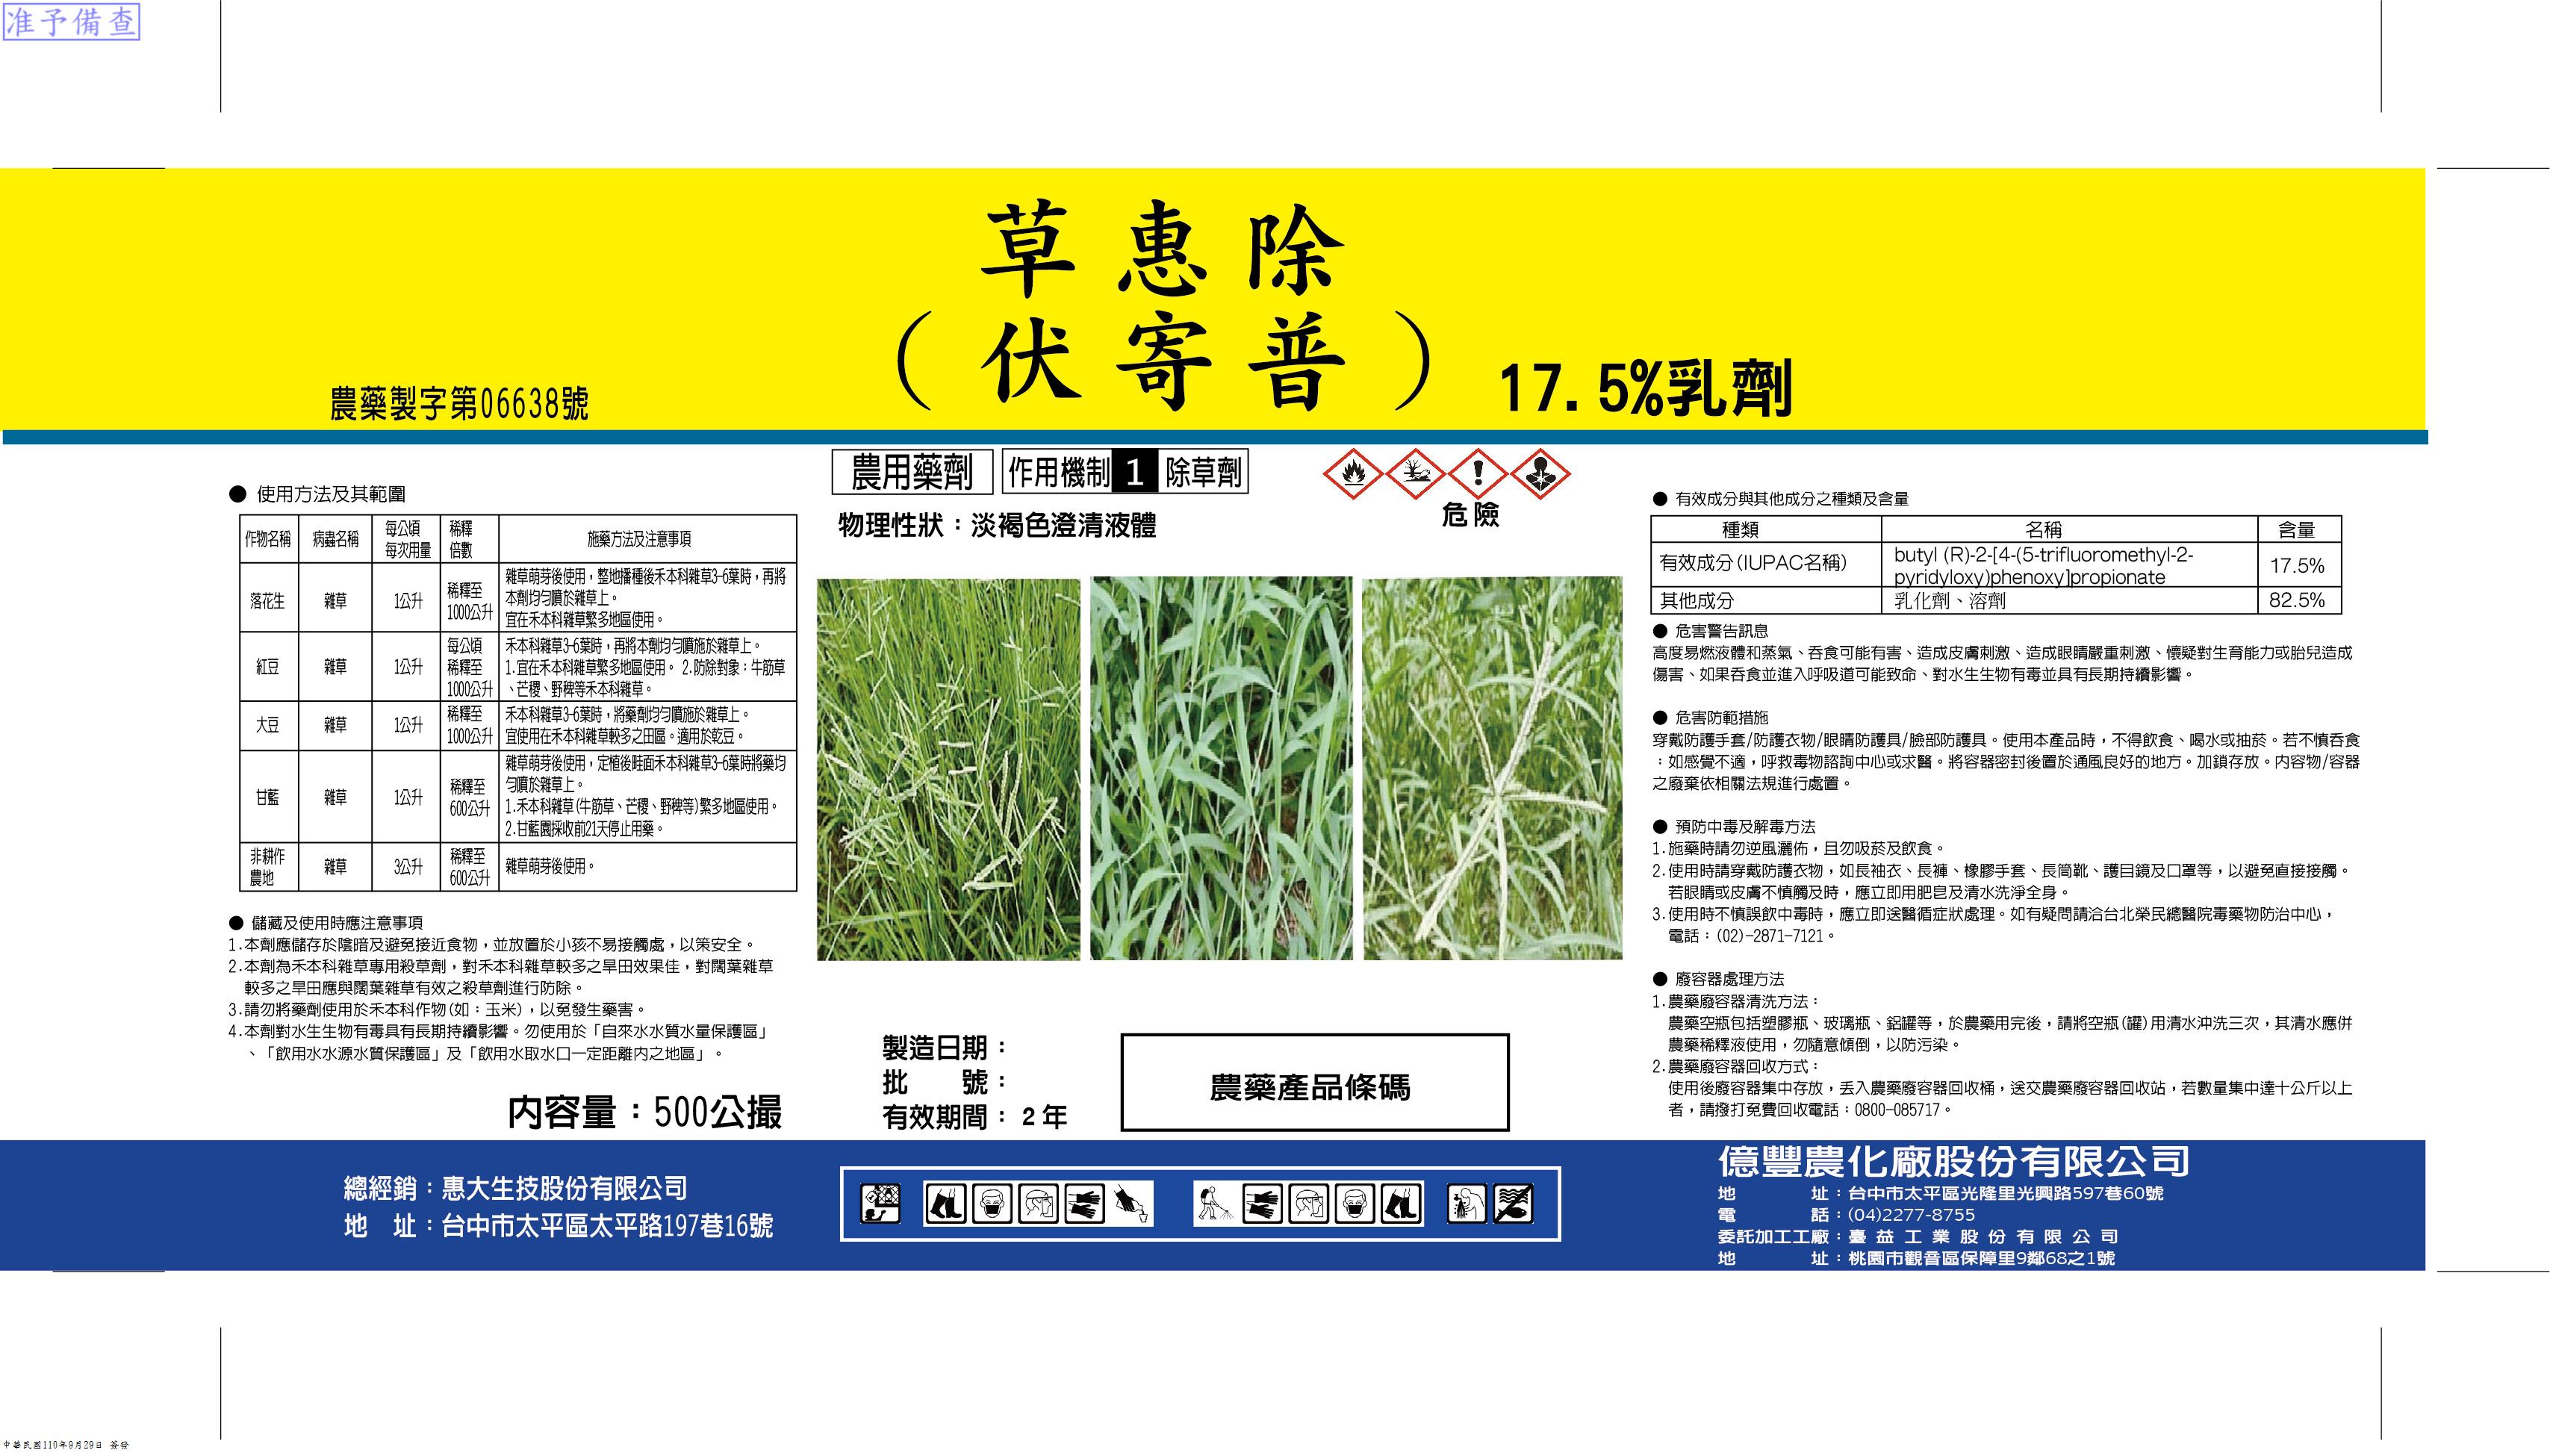 准予備查
草惠除
（伏寄普）17.5%乳劑
農藥製字第06638號
農用藥劑 作用機制 1 除草劑
危險
物理性狀：淡褐色澄清液體
● 使用方法及其範圍
作物名稱 病蟲名稱 每公頃每次用量 稀釋倍數 施藥方法及注意事項
落花生 雜草 1公升 稀釋至1000公升 雜草萌芽後使用，整地播種後禾本科雜草3-6葉時，再將
本劑均勻噴於雜草上。
宜在禾本科雜草繁多地區使用。
紅豆 雜草 1公升 每公頃稀釋至1000公升 禾本科雜草3-6葉時，再將本劑均勻噴施於雜草上。
1.宜在禾本科雜草繁多地區使用。 2.防除對象：牛筋草
、芒稷、野稗等禾本科雜草。
大豆 雜草 1公升 稀釋至1000公升 禾本科雜草3-6葉時，將藥劑均勻噴施於雜草上。
宜使用在禾本科雜草較多之田區。適用於乾豆。
甘藍 雜草 1公升 稀釋至600公升 雜草萌芽後使用，定植後畦面禾本科雜草3-6葉時將藥均
勻噴於雜草上。
1.禾本科雜草(牛筋草、芒稷、野稗等)繁多地區使用。
2.甘藍園採收前21天停止用藥。
非耕作農地 雜草 3公升 稀釋至600公升 雜草萌芽後使用。
● 儲藏及使用時應注意事項
1.本劑應儲存於陰暗及避免接近食物，並放置於小孩不易接觸處，以策安全。
2.本劑為禾本科雜草專用殺草劑，對禾本科雜草較多之旱田效果佳，對闊葉雜草
較多之旱田應與闊葉雜草有效之殺草劑進行防除。
3.請勿將藥劑使用於禾本科作物(如：玉米)，以免發生藥害。
4.本劑對水生生物有毒具有長期持續影響。勿使用於「自來水水質水量保護區」
、「飲用水水源水質保護區」及「飲用水取水口一定距離內之地區」。
內容量：500公撮
製造日期：
批　號：
有效期間：2年
農藥產品條碼
● 有效成分與其他成分之種類及含量
種類 名稱 含量
有效成分(IUPAC名稱) butyl (R)-2-[4-(5-trifluoromethyl-2-
pyridyloxy)phenoxy]propionate 17.5%
其他成分 乳化劑、溶劑 82.5%
● 危害警告訊息
高度易燃液體和蒸氣、吞食可能有害、造成皮膚刺激、造成眼睛嚴重刺激、懷疑對生育能力或胎兒造成
傷害、如果吞食並進入呼吸道可能致命、對水生生物有毒並具有長期持續影響。
● 危害防範措施
穿戴防護手套/防護衣物/眼睛防護具/臉部防護具。使用本產品時，不得飲食、喝水或抽菸。若不慎吞食
：如感覺不適，呼救毒物諮詢中心或求醫。將容器密封後置於通風良好的地方。加鎖存放。內容物/容器
之廢棄依相關法規進行處置。
● 預防中毒及解毒方法
1.施藥時請勿逆風灑佈，且勿吸菸及飲食。
2.使用時請穿戴防護衣物，如長袖衣、長褲、橡膠手套、長筒靴、護目鏡及口罩等，以避免直接接觸。
若眼睛或皮膚不慎觸及時，應立即用肥皂及清水洗淨全身。
3.使用時不慎誤飲中毒時，應立即送醫循症狀處理。如有疑問請洽台北榮民總醫院毒藥物防治中心，
電話：(02)-2871-7121。
● 廢容器處理方法
1.農藥廢容器清洗方法：
農藥空瓶包括塑膠瓶、玻璃瓶、鋁罐等，於農藥用完後，請將空瓶(罐)用清水沖洗三次，其清水應併
農藥稀釋液使用，勿隨意傾倒，以防污染。
2.農藥廢容器回收方式：
使用後廢容器集中存放，丟入農藥廢容器回收桶，送交農藥廢容器回收站，若數量集中達十公斤以上
者，請撥打免費回收電話：0800-085717。
總經銷：惠大生技股份有限公司
地　址：台中市太平區太平路197巷16號
億豐農化廠股份有限公司
地　址：台中市太平區光隆里光興路597巷60號
電　話：(04)2277-8755
委託加工工廠：臺益工業股份有限公司
地　址：桃園市觀音區保障里9鄰68之1號
中華民國110年9月29日 簽發